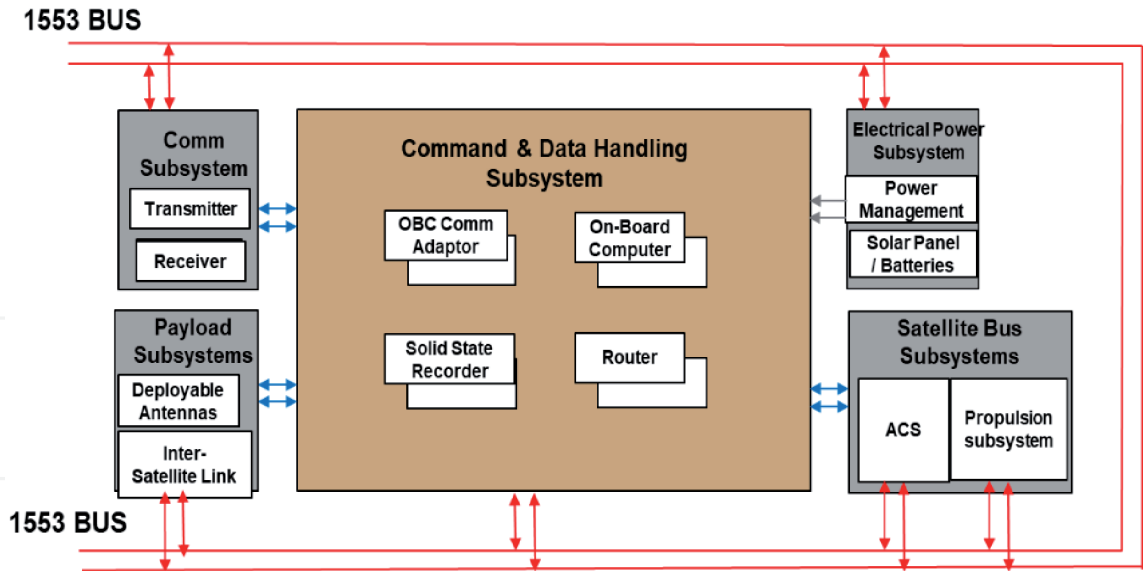 1553 BUS
Comm
Subsystem
Transmitter
Receiver
Payload
Subsystems
Deployable
Antennas
Inter-
Satellite Link
Command & Data Handling
Subsystem
OBC Comm
Adaptor
On-Board
Computer
Solid State
Recorder
Router
Electrical Power
Subsystem
Power
Management
Solar Panel
/ Batteries
Satellite Bus
Subsystems
ACS
Propulsion
subsystem
1553 BUS